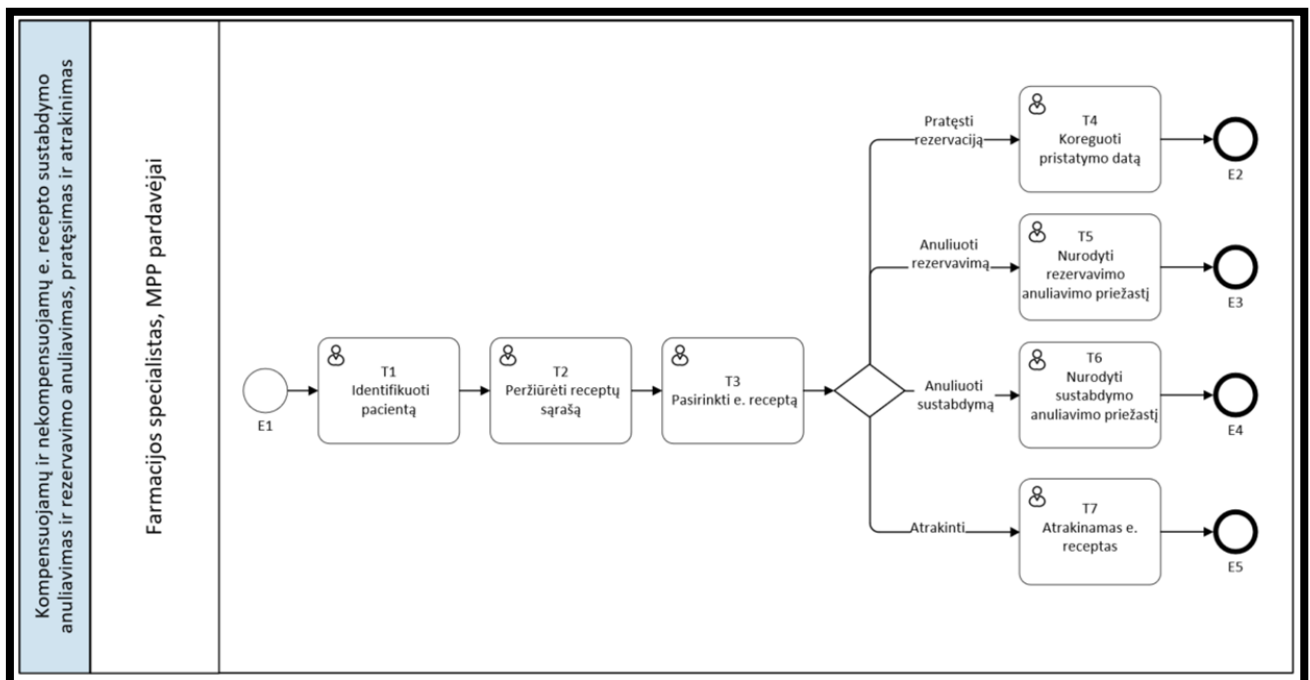 Kompensuojamų ir nekompensuojamų e. recepto sustabdymo
anuliavimas ir rezervavimo anuliavimas, pratęsimas ir atrakinimas
Farmacijos specialistas, MPP pardavėjai
E1
T1
Identifikuoti
pacientą
T2
Peržiūrėti receptų
sąrašą
T3
Pasirinkti e. receptą
Pratęsti
rezervaciją
T4
Koreguoti
pristatymo datą
E2
Anuliuoti
rezervavimą
T5
Nurodyti
rezervavimo
anuliavimo priežastį
E3
Anuliuoti
sustabdymą
T6
Nurodyti
sustabdymo
anuliavimo priežastį
E4
Atrakinti
T7
Atrakinamas e.
receptas
E5